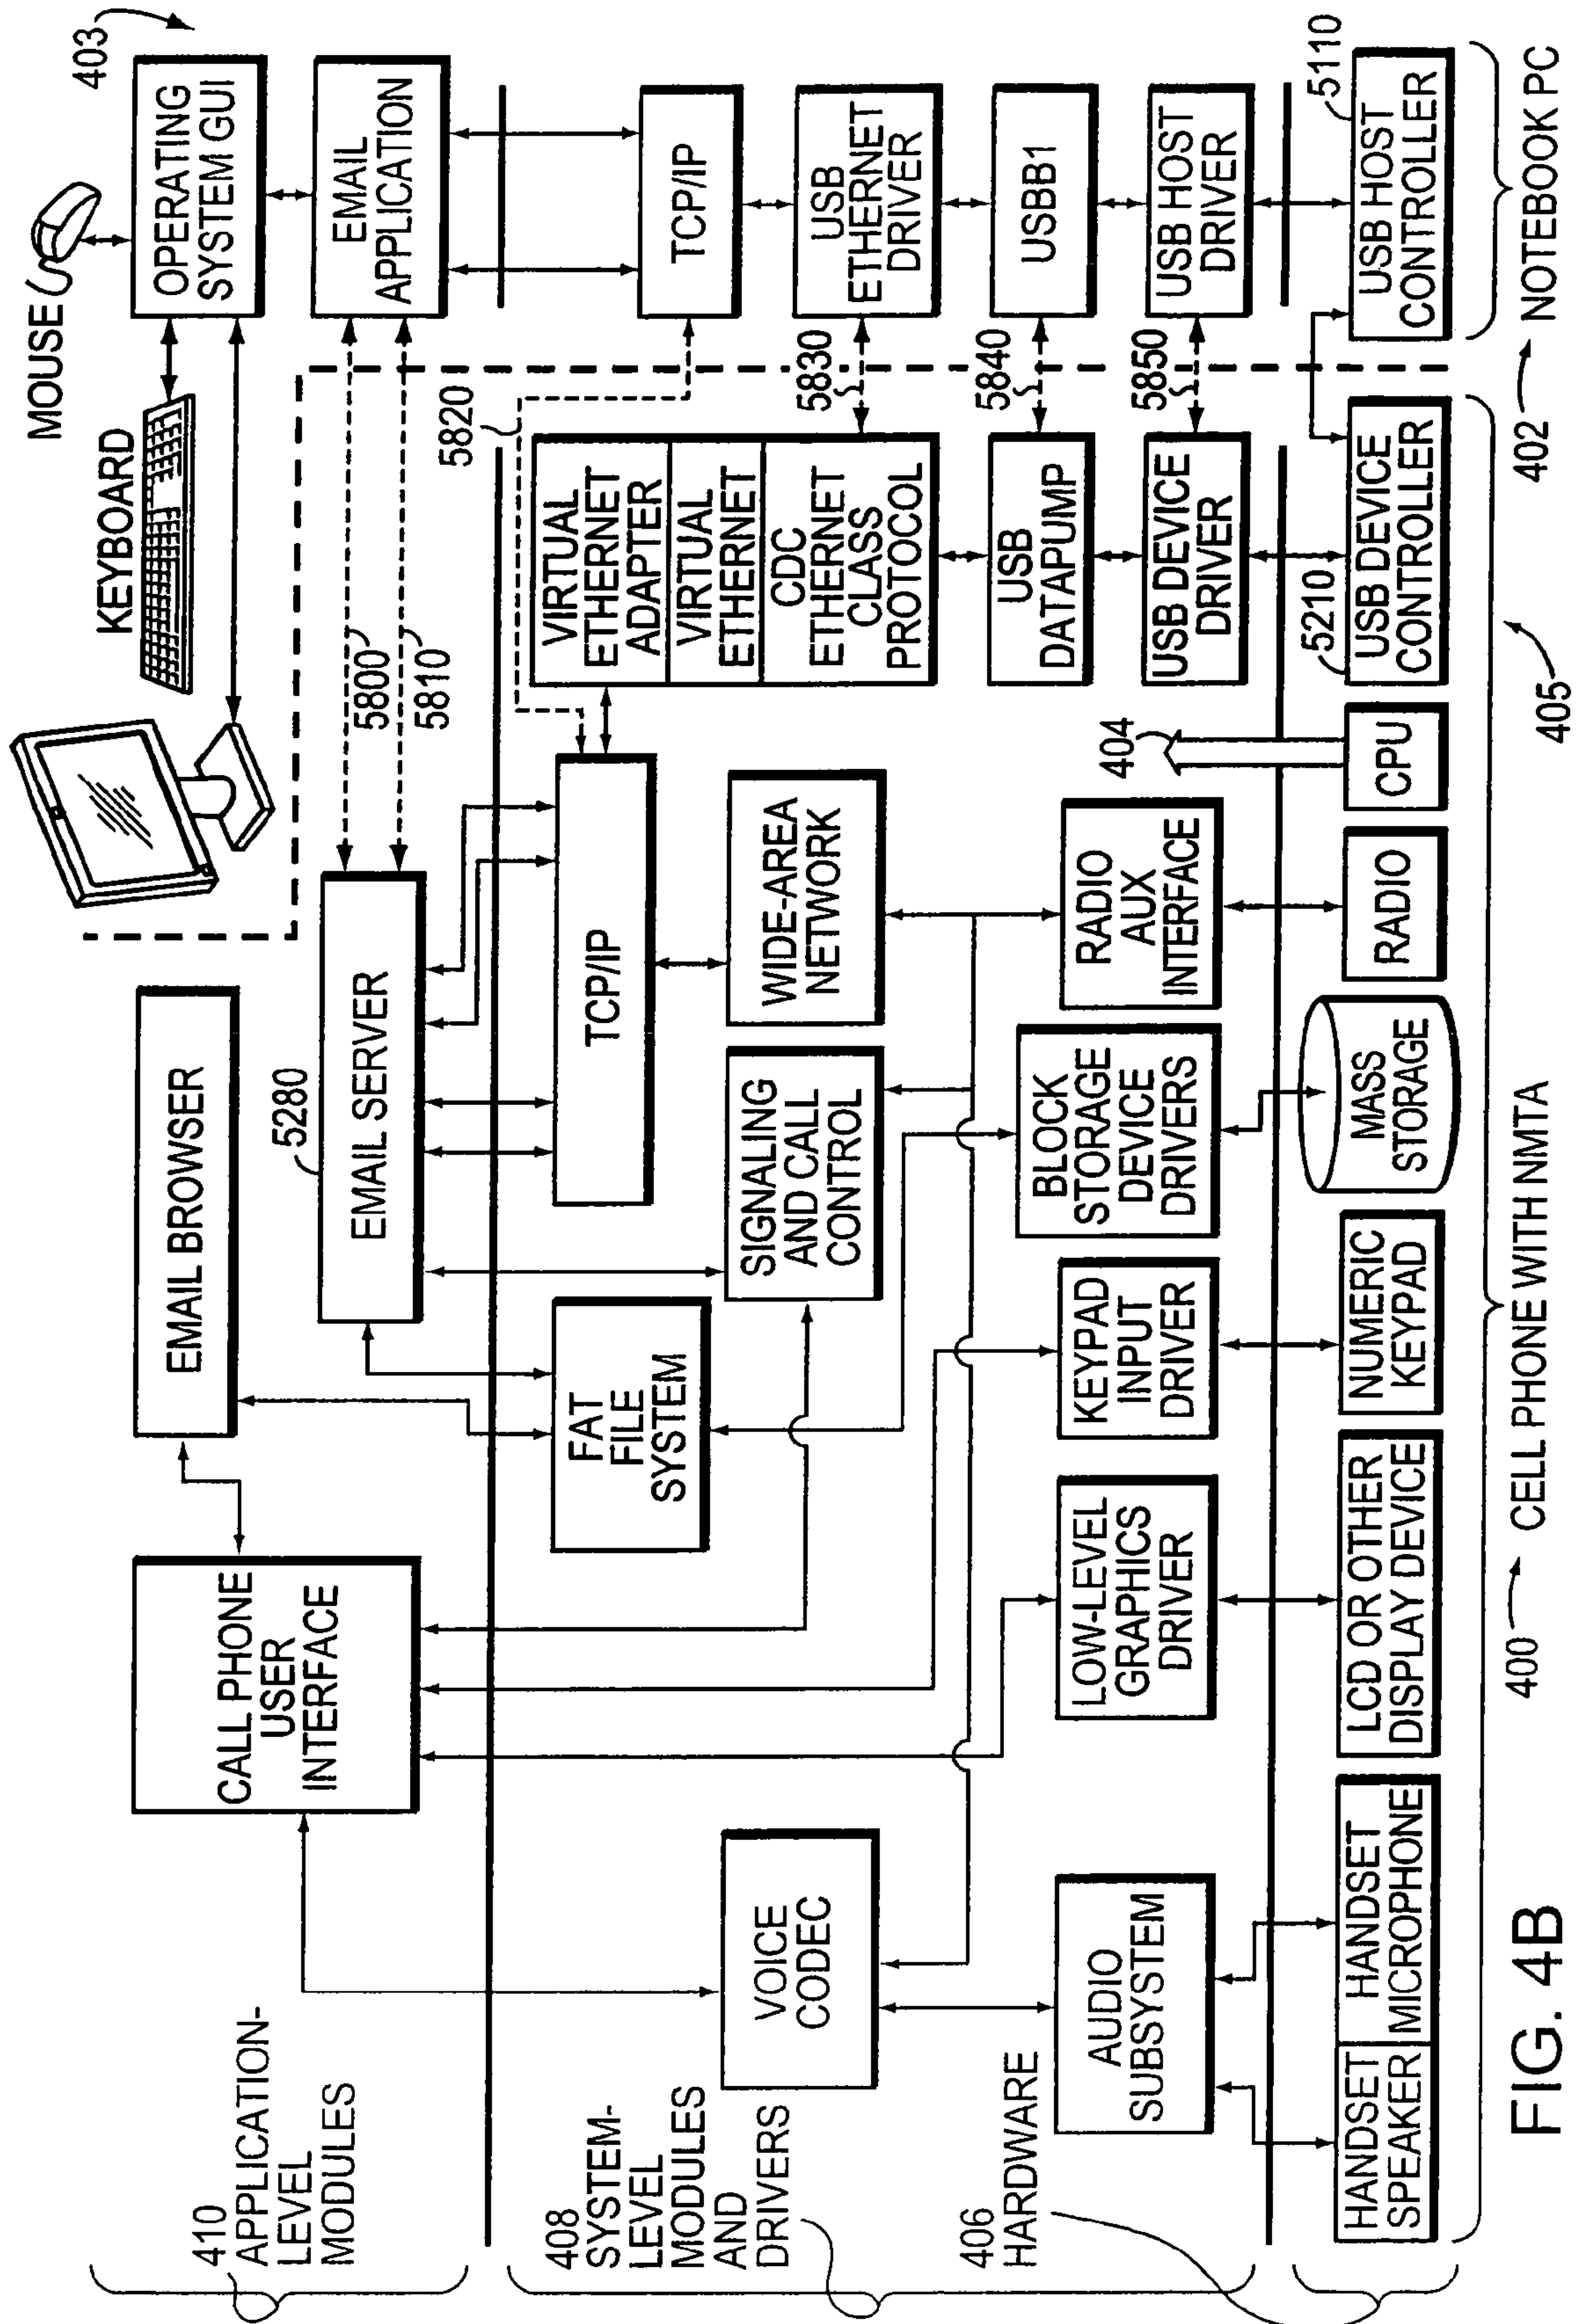 410
APPLICATION-
LEVEL
MODULES
408
SYSTEM-
LEVEL
MODULES
AND
DRIVERS
406
HARDWARE
CALL PHONE
USER
INTERFACE
EMAIL BROWSER
5280
EMAIL SERVER
5800
5810
KEYBOARD
MOUSE
403
OPERATING
SYSTEM GUI
EMAIL
APPLICATION
FAT
FILE
SYSTEM
TCP/IP
5820
VIRTUAL
ETHERNET
ADAPTER
VIRTUAL
ETHERNET
CDC
ETHERNET
CLASS
PROTOCOL
TCP/IP
VOICE
CODEC
SIGNALING
AND CALL
CONTROL
WIDE-AREA
NETWORK
5830
USB
ETHERNET
DRIVER
USB
DATAPUMP
5840
USBB1
AUDIO
SUBSYSTEM
LOW-LEVEL
GRAPHICS
DRIVER
KEYPAD
INPUT
DRIVER
BLOCK
STORAGE
DEVICE
DRIVERS
RADIO
AUX
INTERFACE
404
USB DEVICE
DRIVER
5850
USB HOST
DRIVER
HANDSET
SPEAKER
HANDSET
MICROPHONE
LCD OR OTHER
DISPLAY DEVICE
NUMERIC
KEYPAD
MASS
STORAGE
RADIO
CPU
5210
USB DEVICE
CONTROLLER
5110
USB HOST
CONTROLLER
405
400
CELL PHONE WITH NMTA
402
NOTEBOOK PC
FIG. 4B